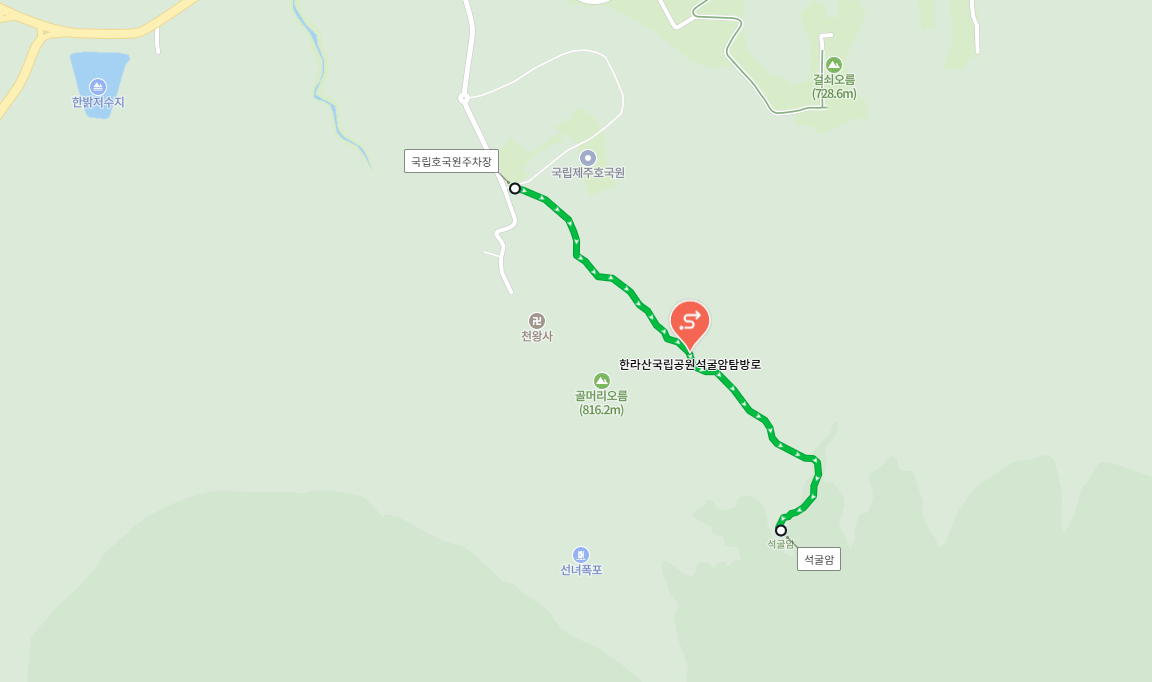 걸쇠오름
(728.6m)
한밝저수지
국립호국원주차장
국립제주호국원
천왕사
한라산국립공원석굴암탐방로
골머리오름
(816.2m)
석굴암
석굴암
선녀폭포